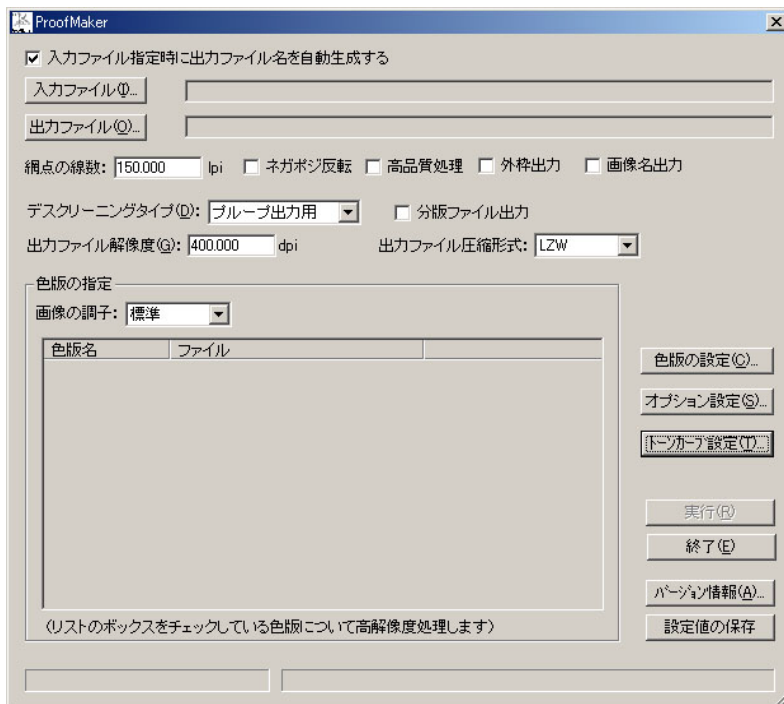 ProofMaker
入力ファイル指定時に出力ファイル名を自動生成する
入力ファイル(I)...
出力ファイル(O)...
網点の線数: 150.000 lpi ネガポジ反転 高品質処理 外枠出力 画像名出力
デスクリーニングタイプ(D): プルーフ出力用 分版ファイル出力
出力ファイル解像度(G): 400.000 dpi 出力ファイル圧縮形式: LZW
色版の指定
画像の調子: 標準
色版名 ファイル
色版の設定(C)...
オプション設定(S)...
トーンカーブ設定(T)...
実行(R)
終了(E)
バージョン情報(A)...
設定値の保存
(リストのボックスをチェックしている色版について高解像度処理します)